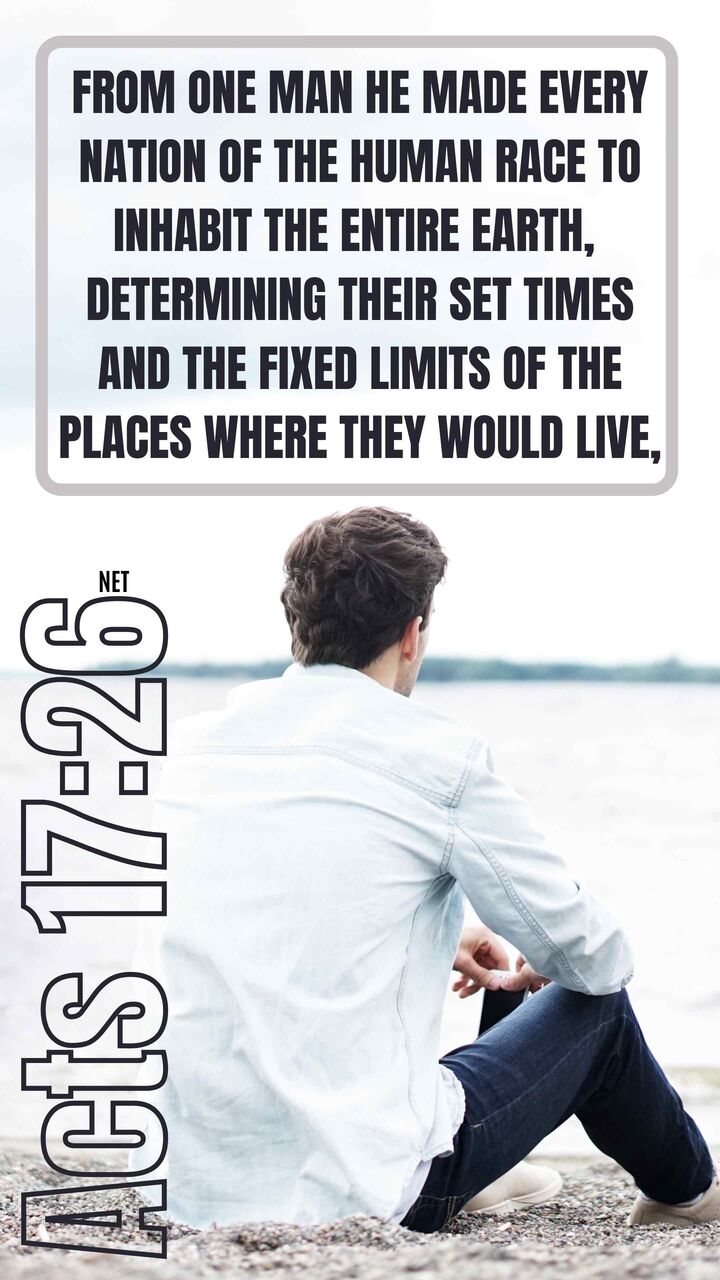 FROM ONE MAN HE MADE EVERY
NATION OF THE HUMAN RACE TO
INHABIT THE ENTIRE EARTH,
DETERMINING THEIR SET TIMES
AND THE FIXED LIMITS OF THE
PLACES WHERE THEY WOULD LIVE,
NET
Acts 17:26